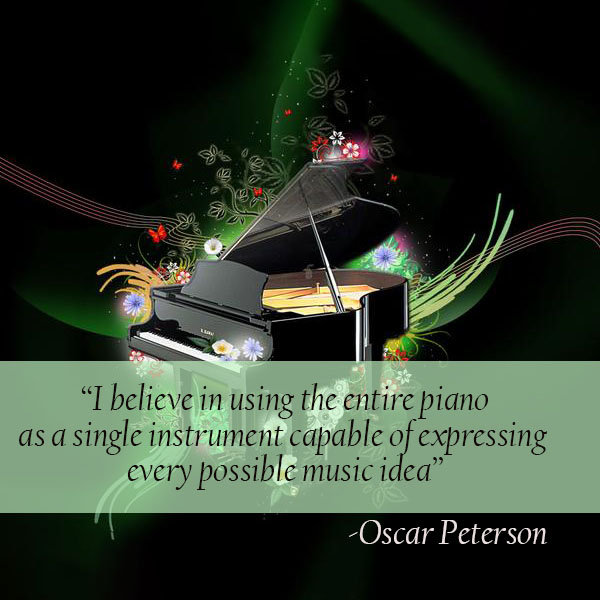 “I believe in using the entire piano
as a single instrument capable of expressing
every possible music idea”
-Oscar Peterson